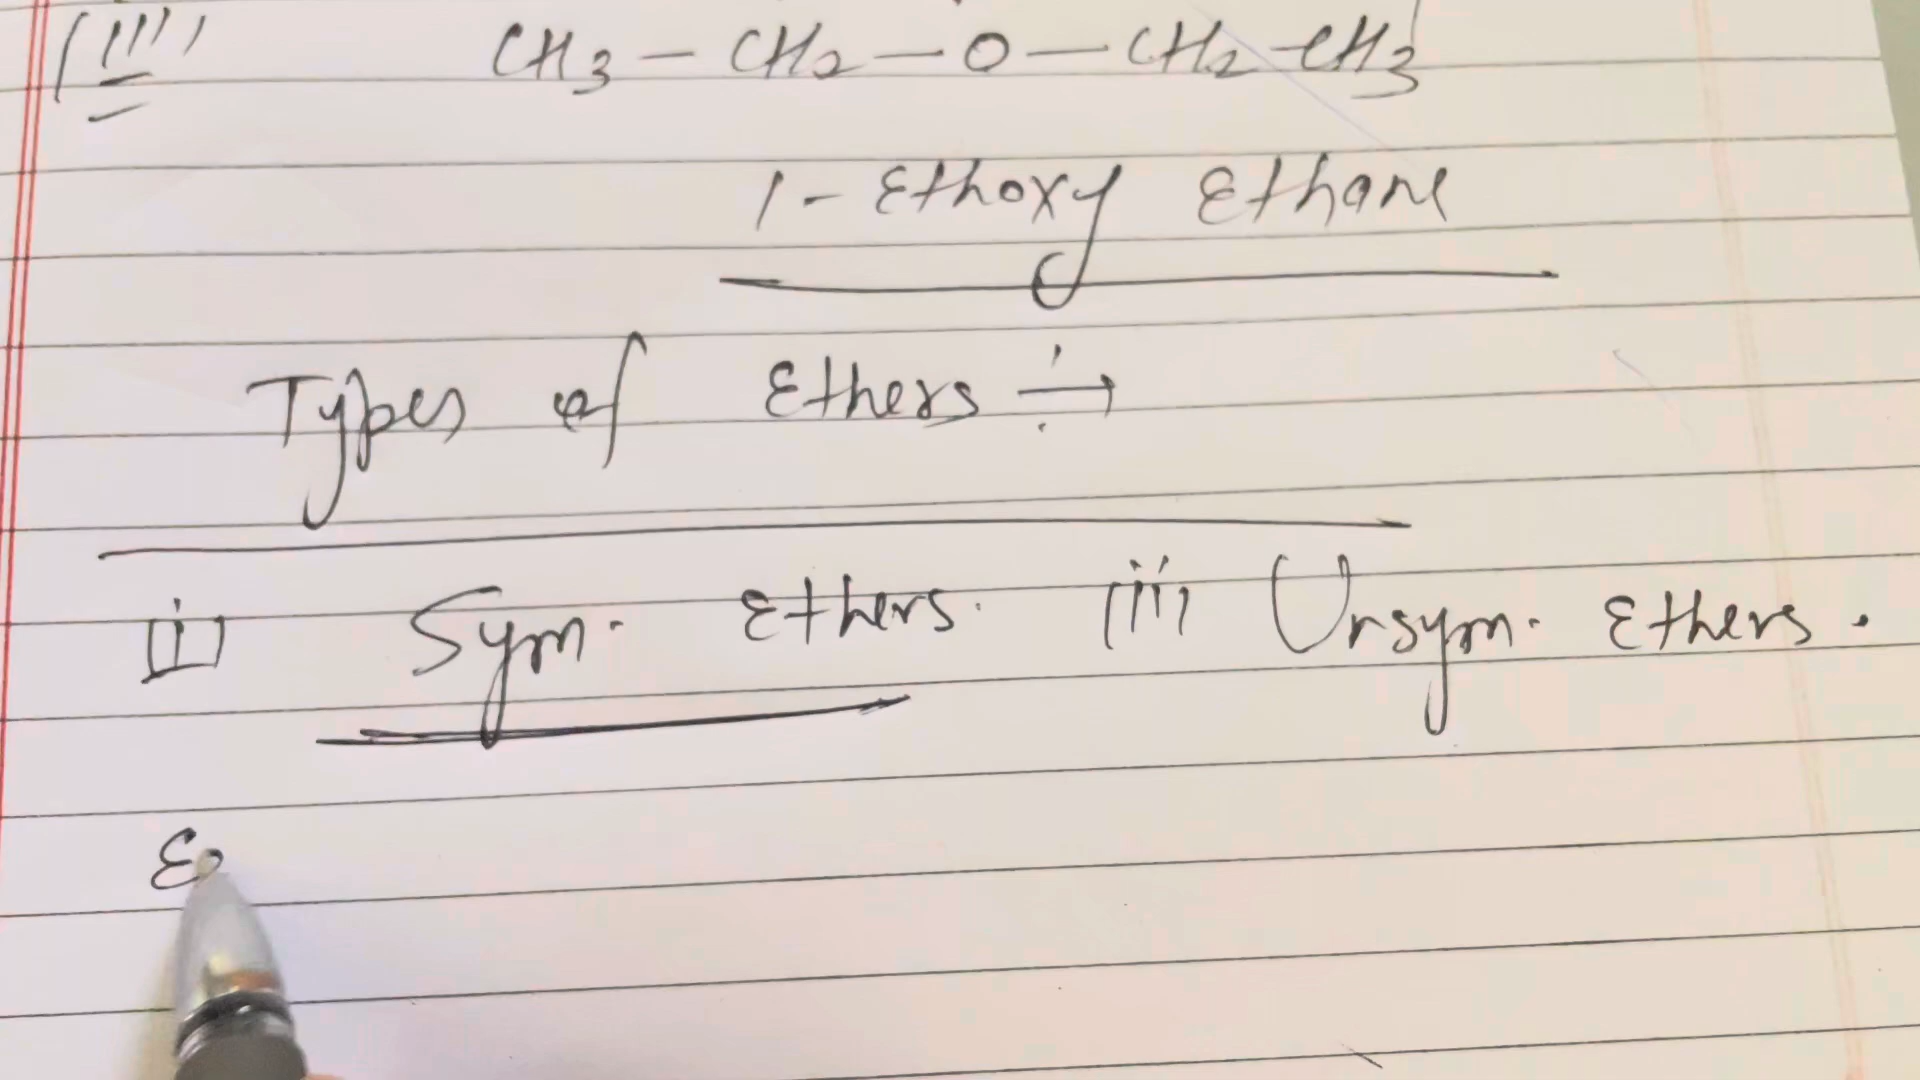 (iii) CH3 – CH2 – O – CH2 – CH3
1 - Ethoxy Ethane
Types of Ethers :→
(i) Sym. Ethers. (ii) Unsym. Ethers.